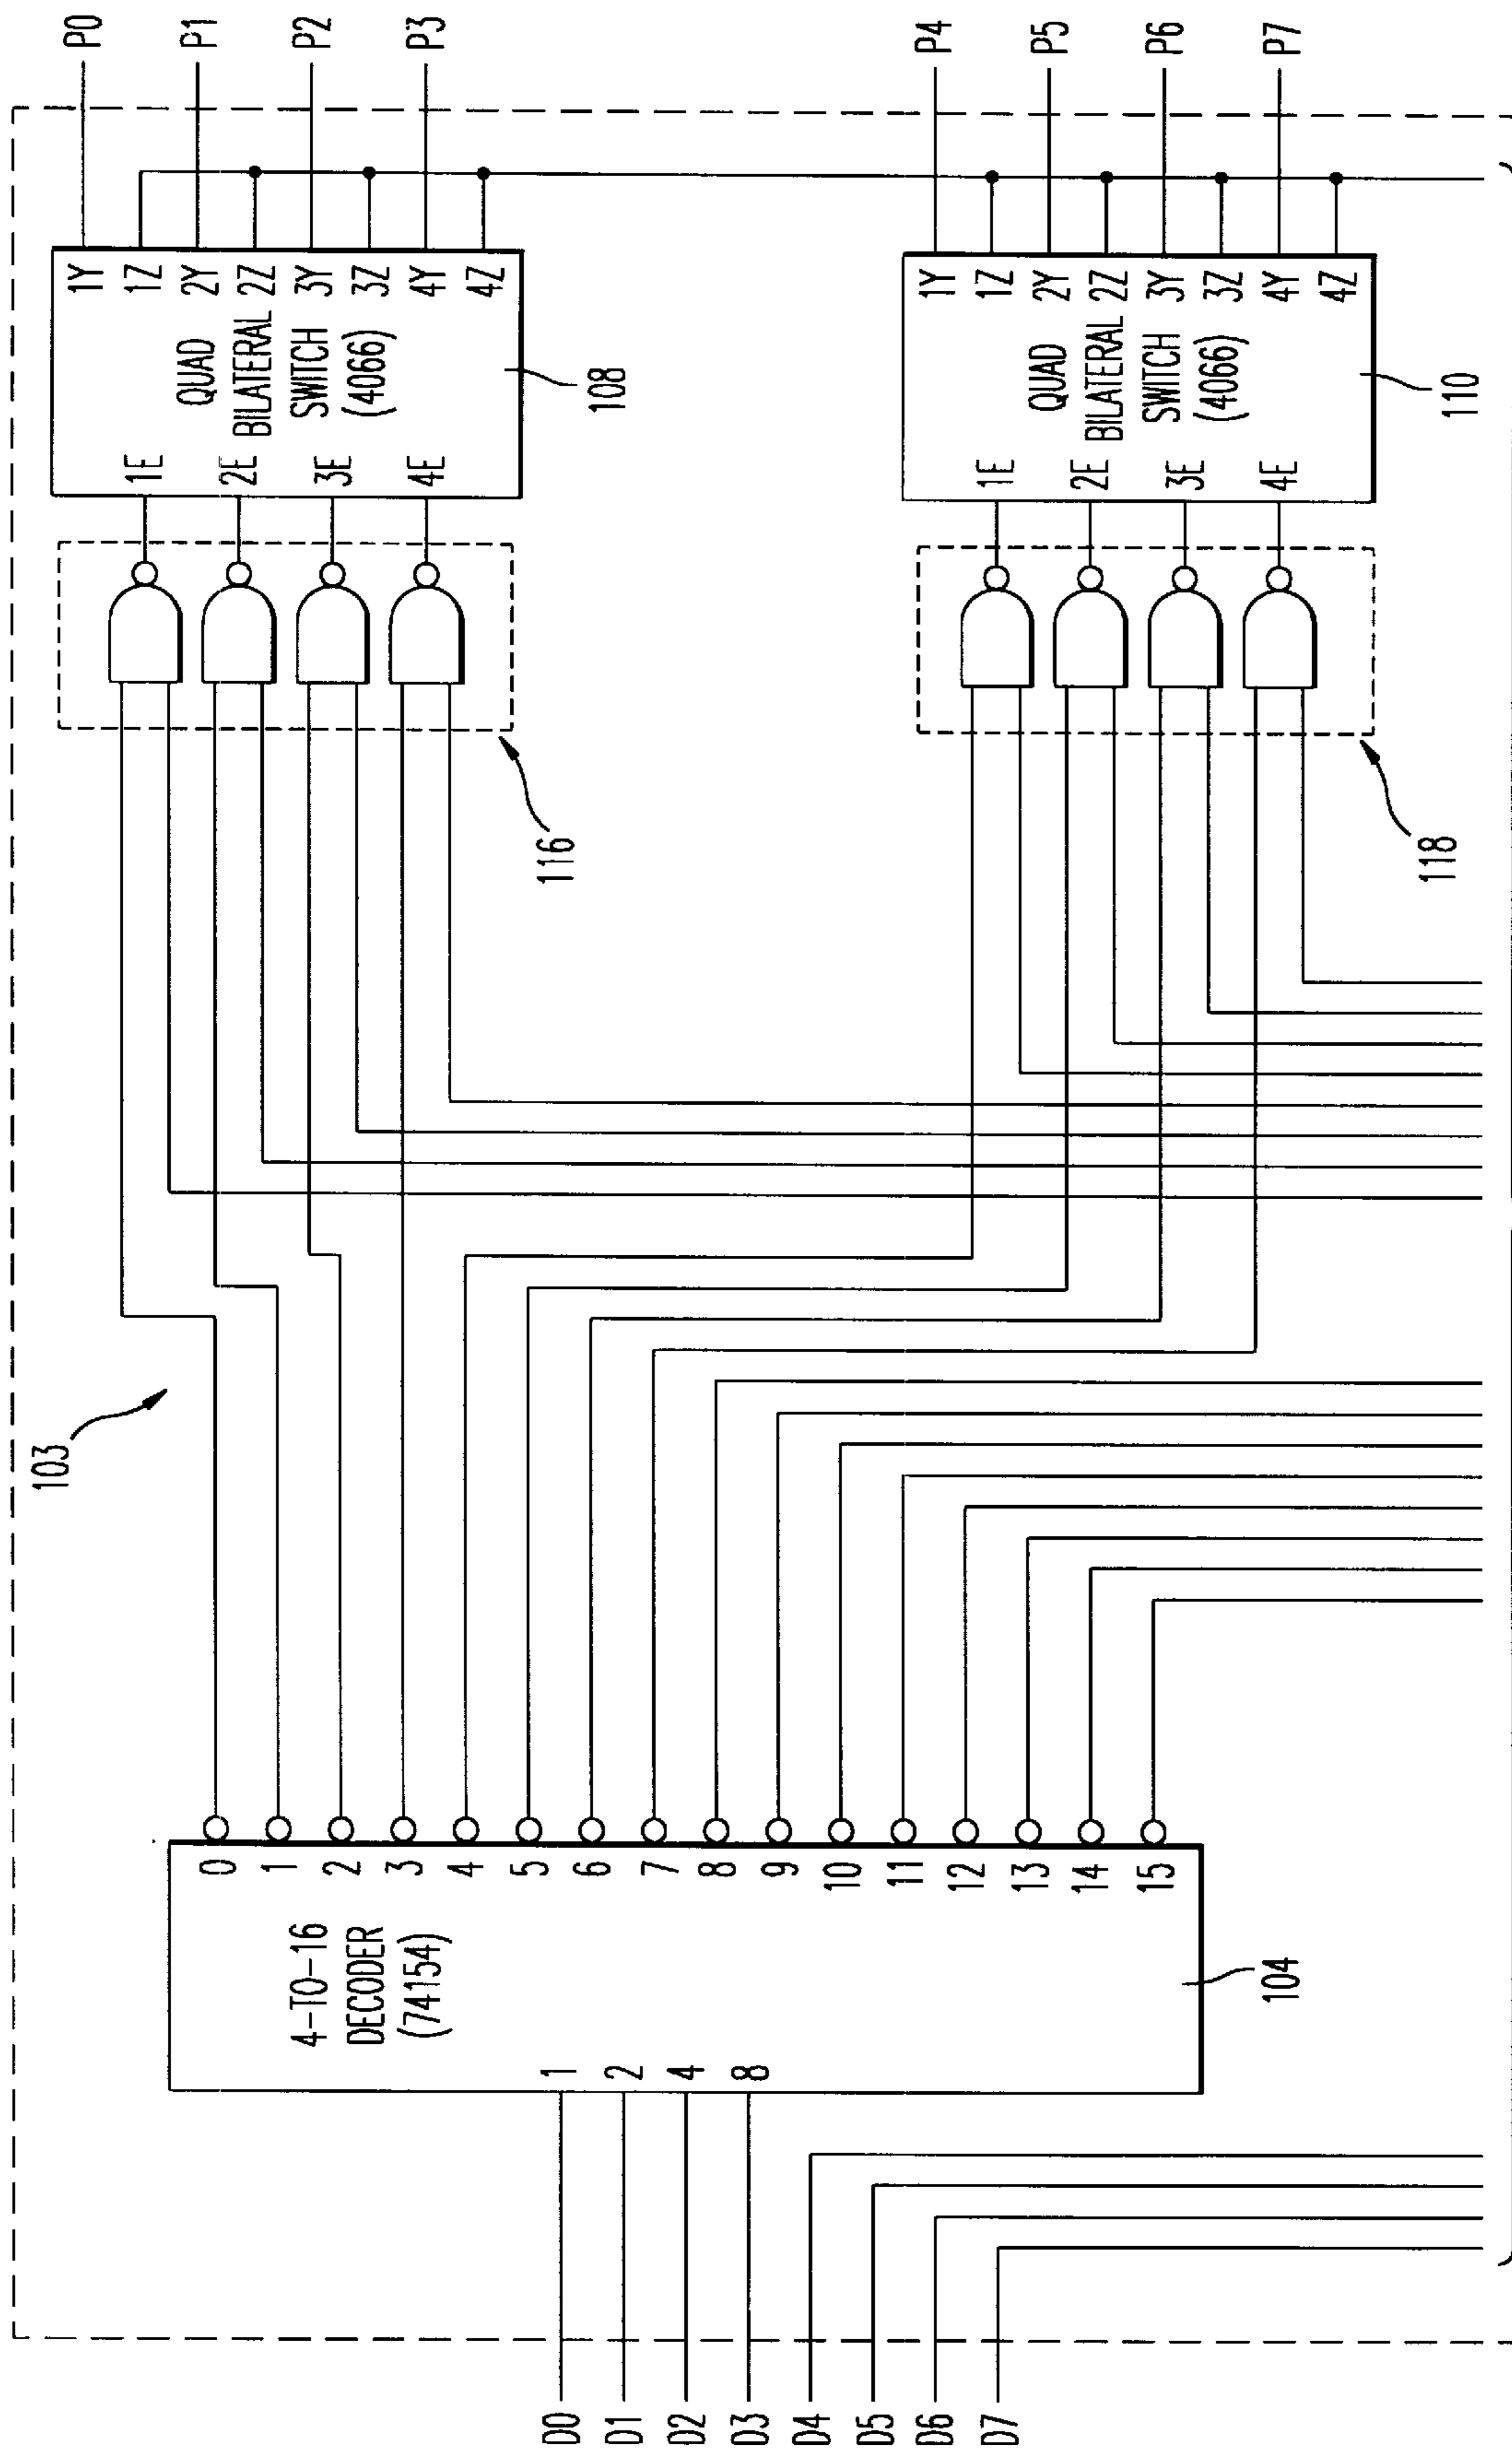 103
D0
D1
D2
D3
D4
D5
D6
D7
4-TO-16
DECODER
(74154)
1
2
4
8
0
1
2
3
4
5
6
7
8
9
10
11
12
13
14
15
104
116
1E
2E
3E
4E
QUAD
BILATERAL
SWITCH
(4066)
1Y
1Z
2Y
2Z
3Y
3Z
4Y
4Z
108
P0
P1
P2
P3
118
1E
2E
3E
4E
QUAD
BILATERAL
SWITCH
(4066)
1Y
1Z
2Y
2Z
3Y
3Z
4Y
4Z
110
P4
P5
P6
P7